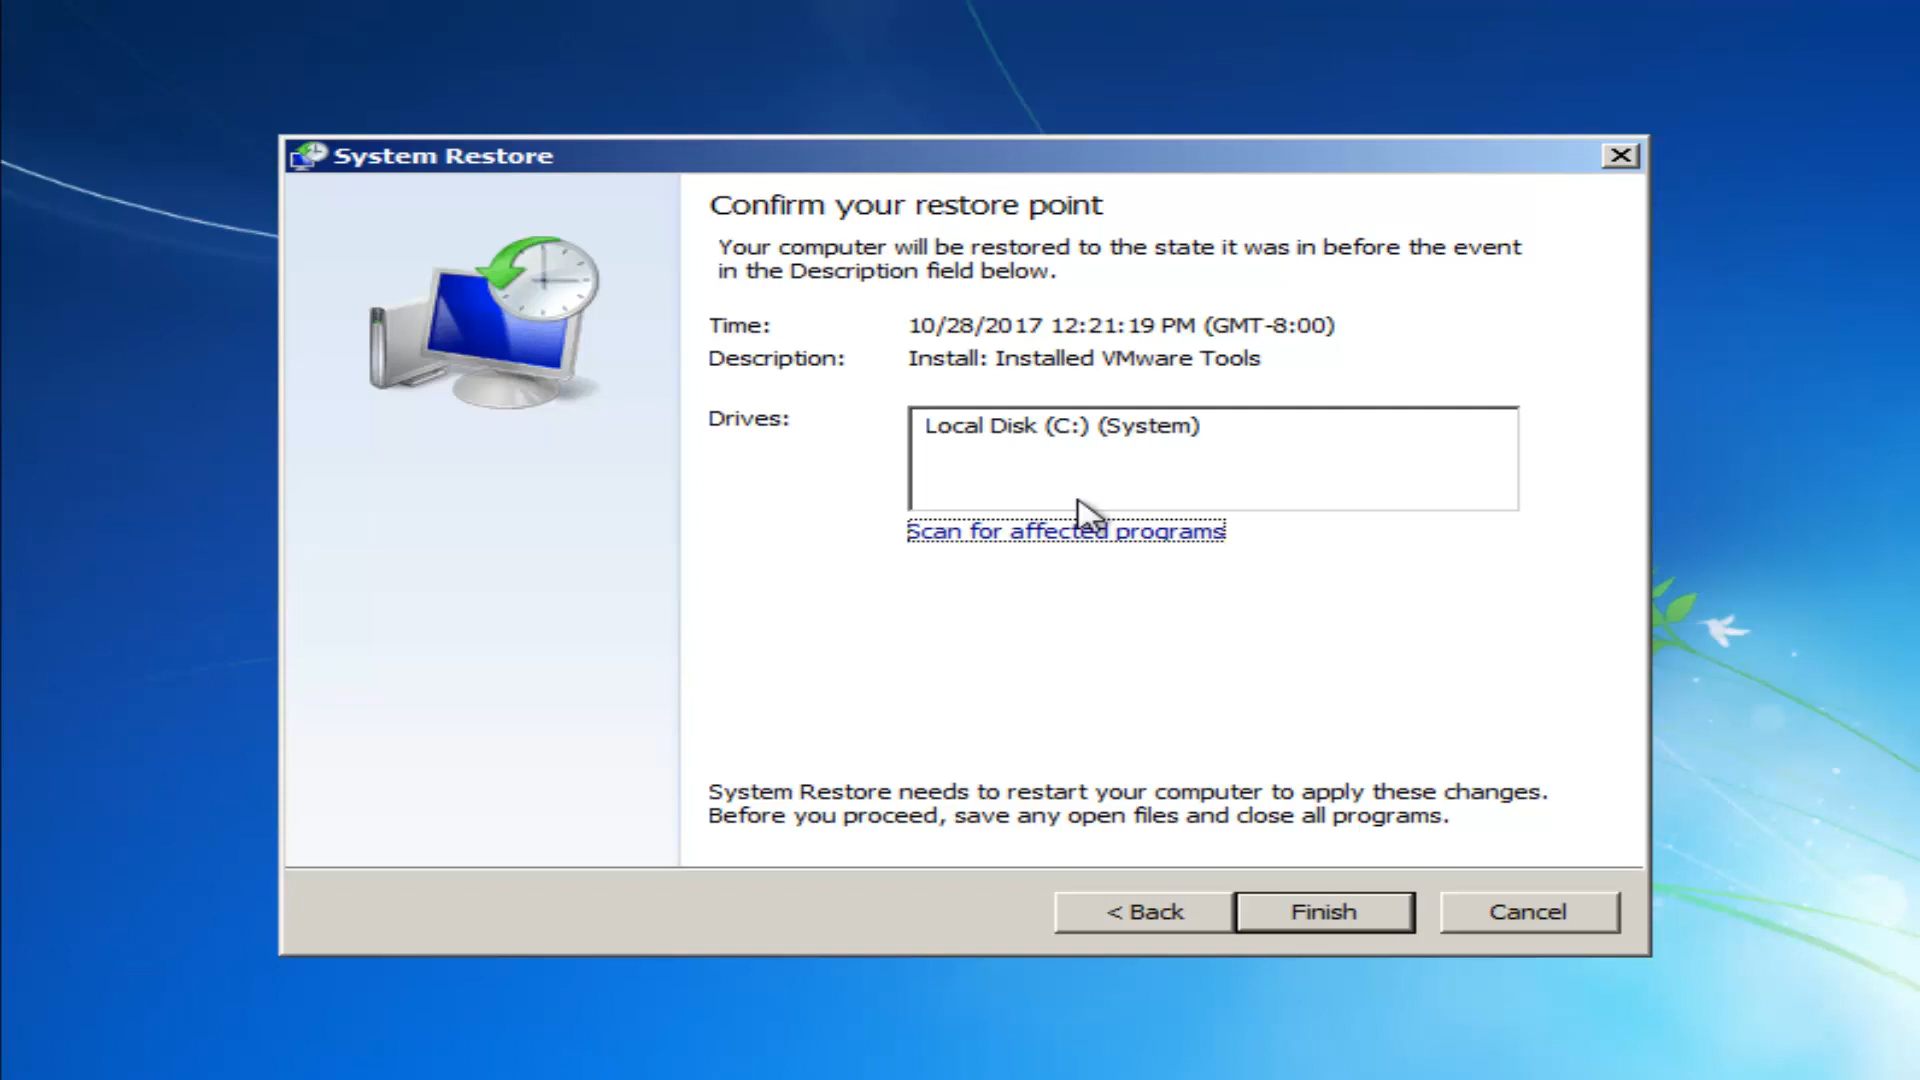 System Restore
Confirm your restore point
Your computer will be restored to the state it was in before the event
in the Description field below.
Time: 10/28/2017 12:21:19 PM (GMT-8:00)
Description: Install: Installed VMware Tools
Drives: Local Disk (C:) (System)
Scan for affected programs
System Restore needs to restart your computer to apply these changes.
Before you proceed, save any open files and close all programs.
< Back Finish Cancel